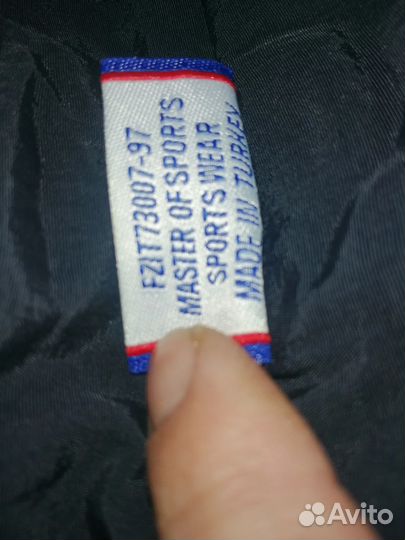 FZIT73007-97
MASTER OF SPORTS
SPORTS WEAR
MADE IN TURKEY
Avito